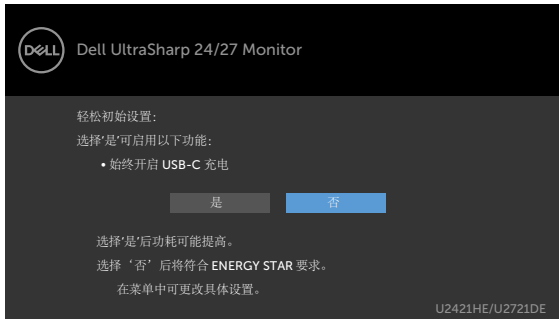 DELL
Dell UltraSharp 24/27 Monitor
轻松初始设置:
选择'是'可启用以下功能:
• 始终开启 USB-C 充电
是 否
选择'是'后功耗可能提高。
选择‘否’后将符合 ENERGY STAR 要求。
在菜单中可更改具体设置。
U2421HE/U2721DE